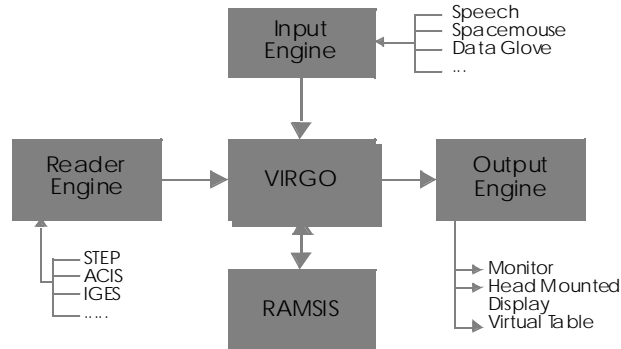 Input
Engine
Speech
Spacemouse
Data Glove
...
Reader
Engine
VIRGO
Output
Engine
STEP
ACIS
IGES
.....
RAMSIS
Monitor
Head Mounted
Display
Virtual Table